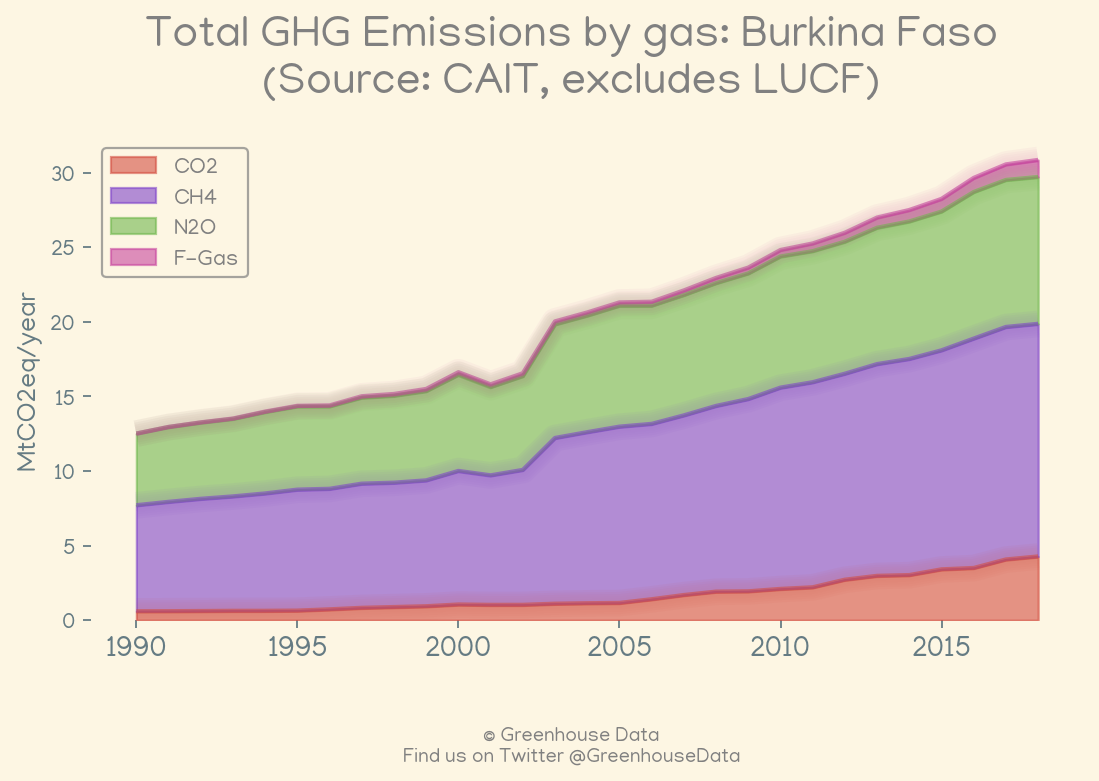 Total GHG Emissions by gas: Burkina Faso
(Source: CAIT, excludes LUCF)
CO2
CH4
N2O
F-Gas
MtCO2eq/year
30
25
20
15
10
5
0
1990 1995 2000 2005 2010 2015
© Greenhouse Data
Find us on Twitter @GreenhouseData